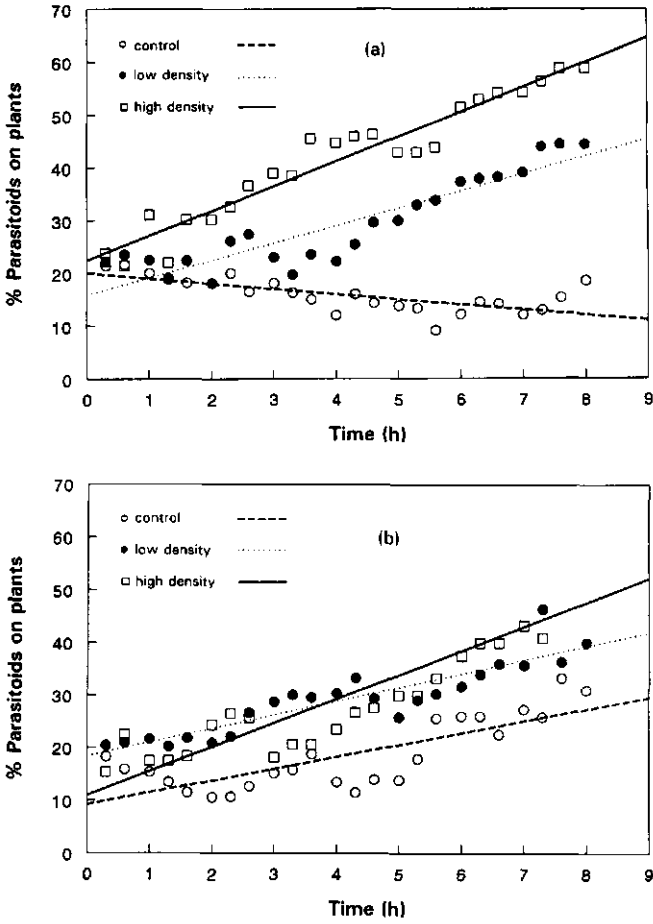 70
60
50
40
30
20
10
0
% Parasitoids on plants
(a)
control
low density
high density
0 1 2 3 4 5 6 7 8 9
Time (h)
70
60
50
40
30
20
10
0
% Parasitoids on plants
(b)
control
low density
high density
0 1 2 3 4 5 6 7 8 9
Time (h)